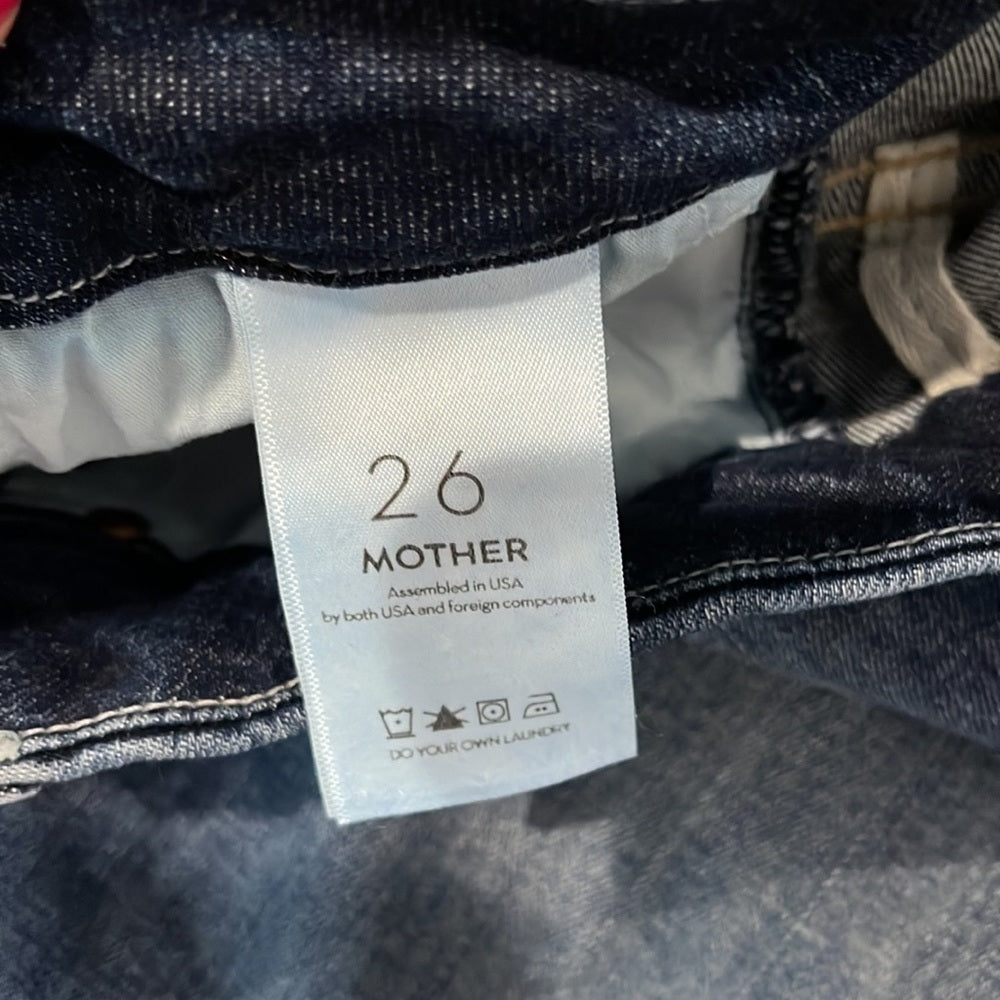 26
MOTHER
Assembled in USA
by both USA and foreign components
DO YOUR OWN LAUNDRY